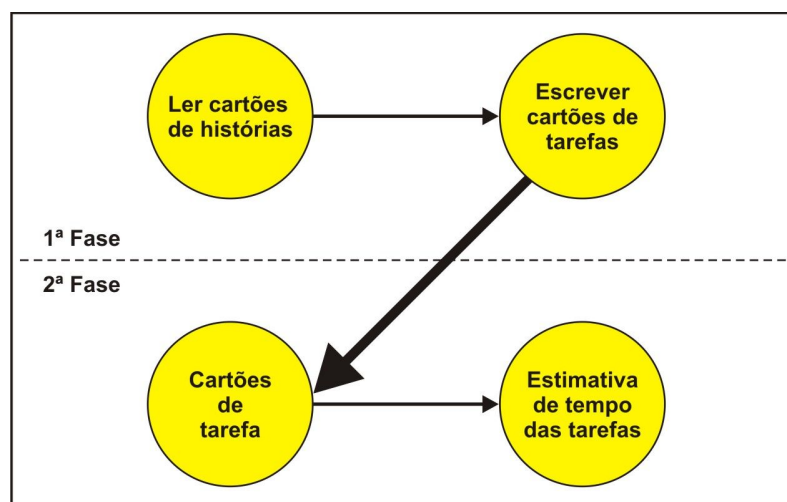 Ler cartões
de histórias
Escrever
cartões de
tarefas
1ª Fase
2ª Fase
Cartões
de
tarefa
Estimativa
de tempo
das tarefas